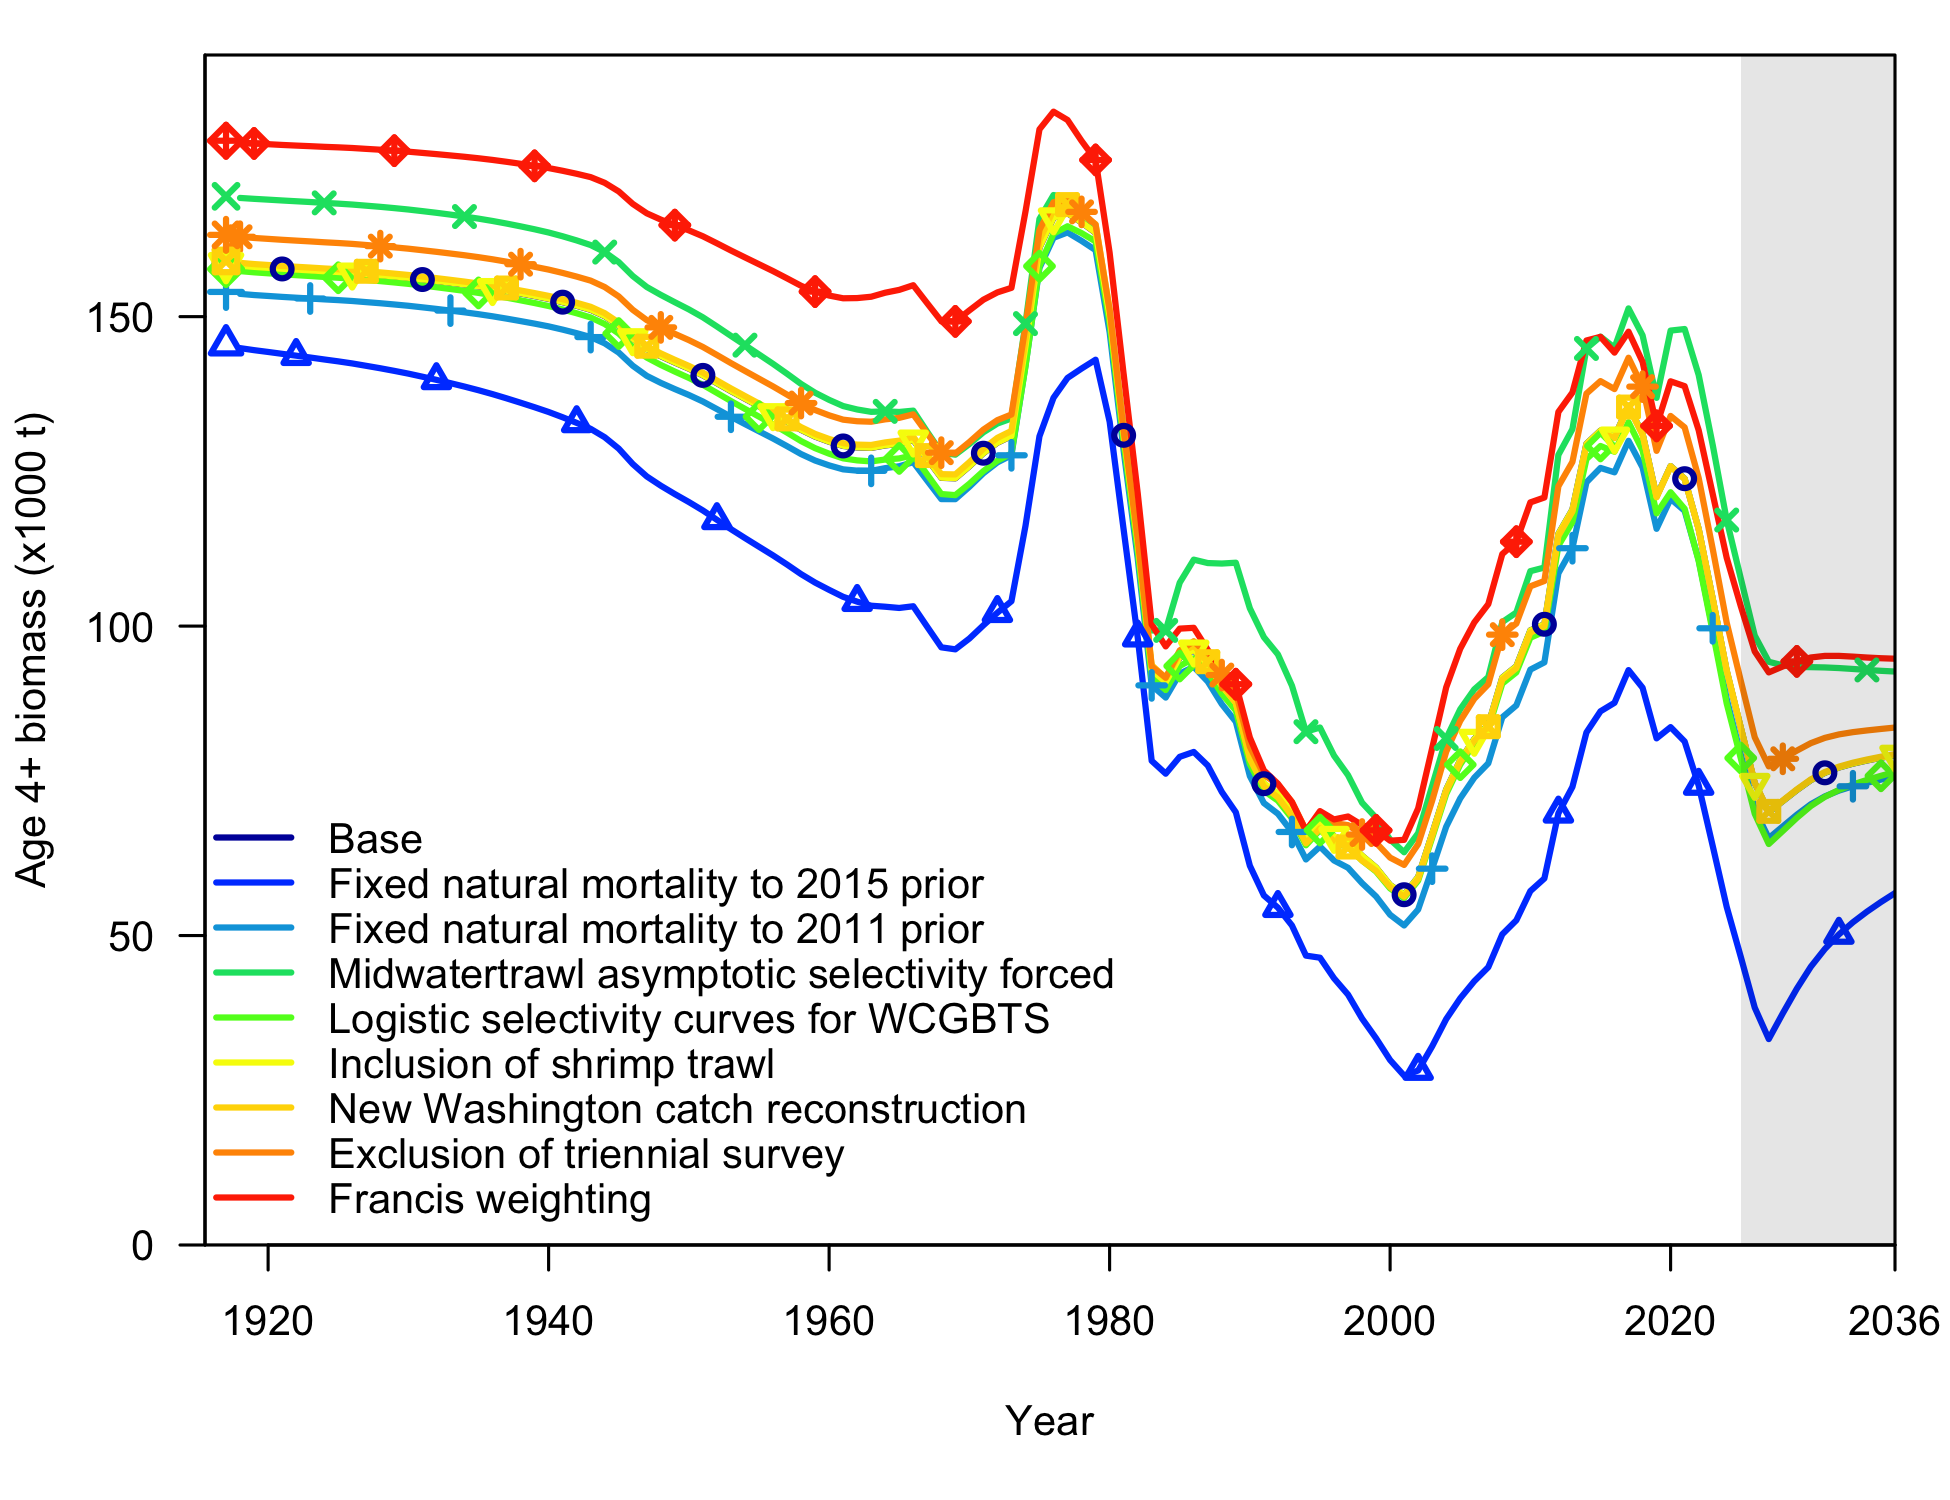 Age 4+ biomass (x1000 t)
150
100
50
0
Base
Fixed natural mortality to 2015 prior
Fixed natural mortality to 2011 prior
Midwatertrawl asymptotic selectivity forced
Logistic selectivity curves for WCGBTS
Inclusion of shrimp trawl
New Washington catch reconstruction
Exclusion of triennial survey
Francis weighting
1920 1940 1960 1980 2000 2020 2036
Year